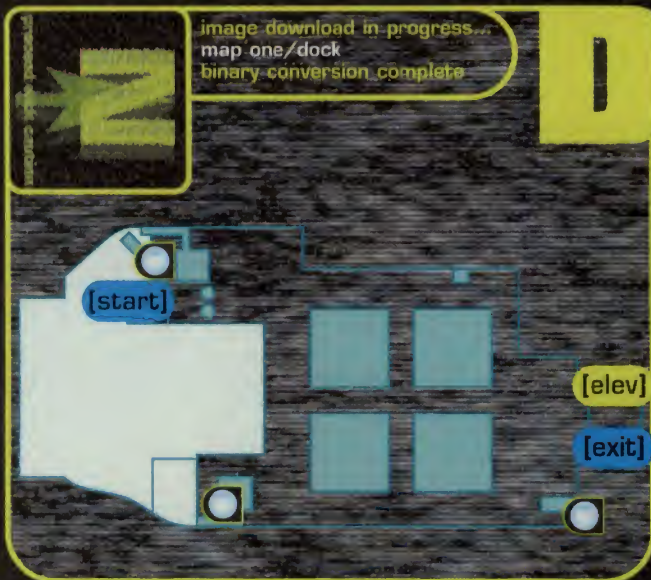 image download in progress...
map one/dock
binary conversion complete
N
D
[start]
[elev]
[exit]